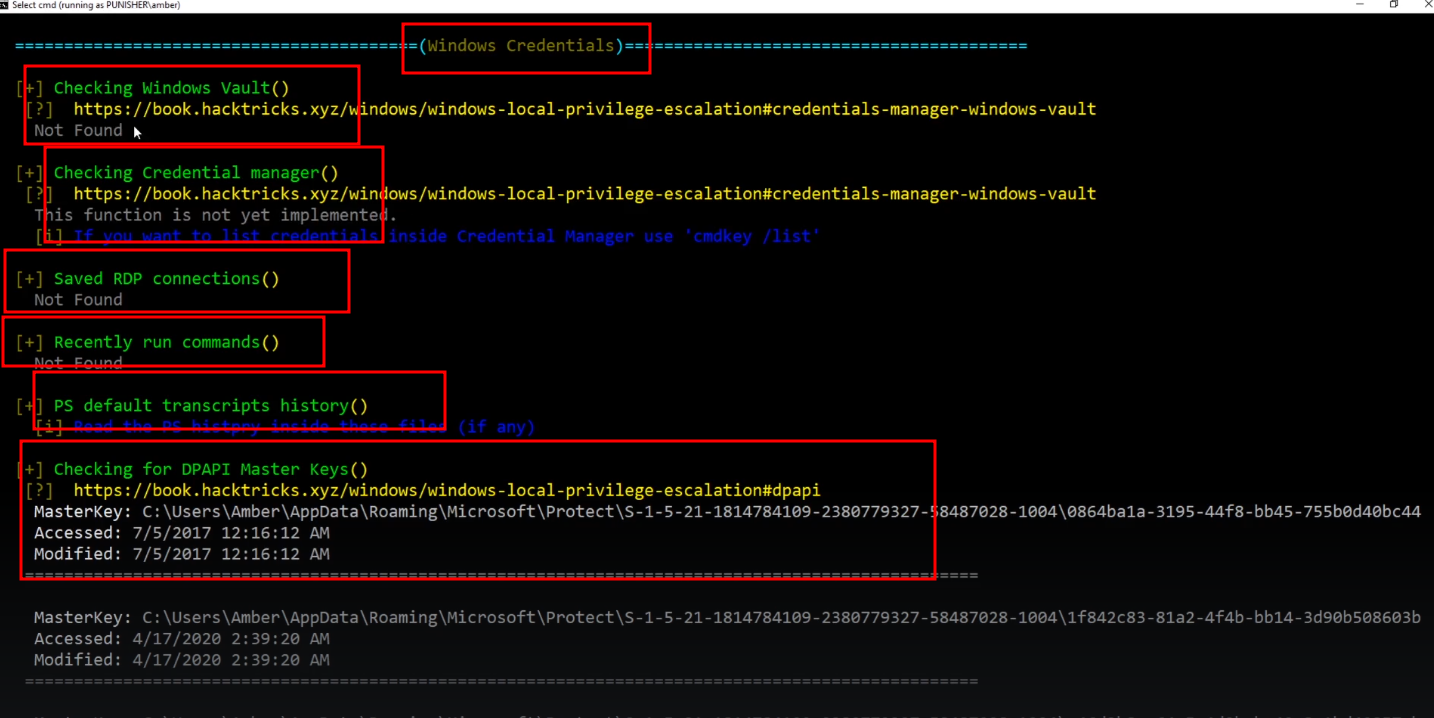 Select cmd (running as PUNISHER\amber)
=========================================(Windows Credentials)=========================================
[+] Checking Windows Vault()
[?] https://book.hacktricks.xyz/windows/windows-local-privilege-escalation#credentials-manager-windows-vault
Not Found
[+] Checking Credential manager()
[?] https://book.hacktricks.xyz/windows/windows-local-privilege-escalation#credentials-manager-windows-vault
This function is not yet implemented.
[i] If you want to list credentials inside Credential Manager use 'cmdkey /list'
[+] Saved RDP connections()
Not Found
[+] Recently run commands()
Not Found
[+] PS default transcripts history()
[i] Read the PS histpry inside these files (if any)
[+] Checking for DPAPI Master Keys()
[?] https://book.hacktricks.xyz/windows/windows-local-privilege-escalation#dpapi
MasterKey: C:\Users\Amber\AppData\Roaming\Microsoft\Protect\S-1-5-21-1814784109-2380779327-58487028-1004\0864ba1a-3195-44f8-bb45-755b0d40bc44
Accessed: 7/5/2017 12:16:12 AM
Modified: 7/5/2017 12:16:12 AM
=================================================================================================
MasterKey: C:\Users\Amber\AppData\Roaming\Microsoft\Protect\S-1-5-21-1814784109-2380779327-58487028-1004\1f842c83-81a2-4f4b-bb14-3d90b508603b
Accessed: 4/17/2020 2:39:20 AM
Modified: 4/17/2020 2:39:20 AM
=================================================================================================